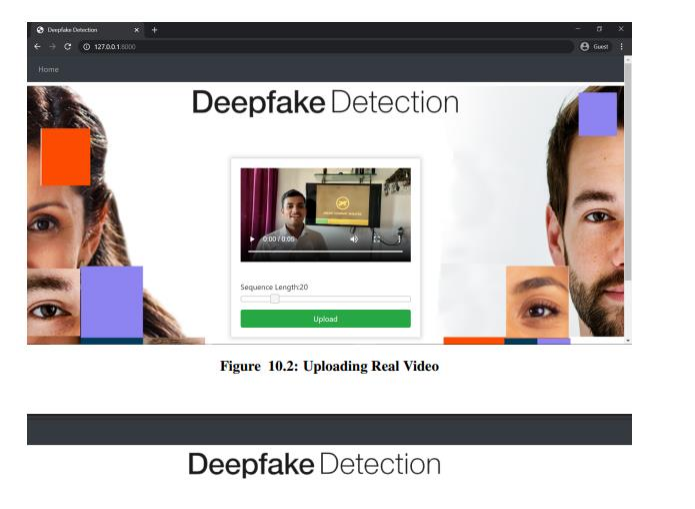 Deepfake Detection
127.0.0.1:8000
Guest
Home
Deepfake Detection
0:00 / 0:06
Sequence Length:20
Upload
Figure 10.2: Uploading Real Video
Deepfake Detection